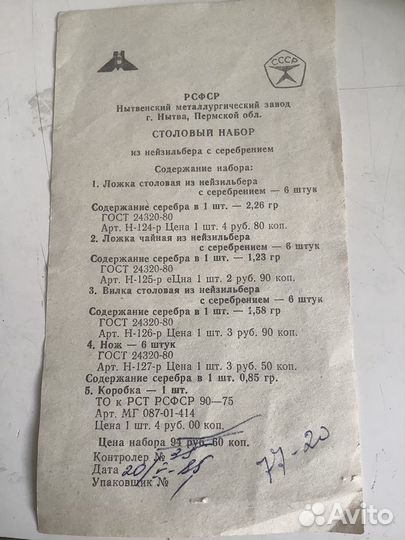 СССР
РСФСР
Нытвенский металлургический завод
г. Нытва, Пермской обл.
СТОЛОВЫЙ НАБОР
из нейзильбера с серебрением
Содержание набора:
1. Ложка столовая из нейзильбера
с серебрением — 6 штук
Содержание серебра в 1 шт. — 2,26 гр
ГОСТ 24320-80
Арт. Н-124-р Цена 1 шт. 4 руб. 80 коп.
2. Ложка чайная из нейзильбера
с серебрением — 6 штук
Содержание серебра в 1 шт. — 1,23 гр
ГОСТ 24320-80
Арт. Н-125-р еЦна 1 шт. 2 руб. 90 коп.
3. Вилка столовая из нейзильбера
с серебрением — 6 штук
Содержание серебра в 1 шт. — 1,58 гр
ГОСТ 24320-80
Арт. Н-126-р Цена 1 шт. 3 руб. 90 коп.
4. Нож — 6 штук
ГОСТ 24320-80
Арт. Н-127-р Цена 1 шт. 3 руб. 50 коп.
Содержание серебра в 1 шт. 0,85 гр.
5. Коробка — 1 шт.
ТО к РСТ РСФСР 90—75
Арт. МГ 087-01-414
Цена 1 шт. 4 руб. 00 коп.
Цена набора 94 руб. 60 коп.
77-20
Контролер №
Дата 20/
Упаковщик №
Avito